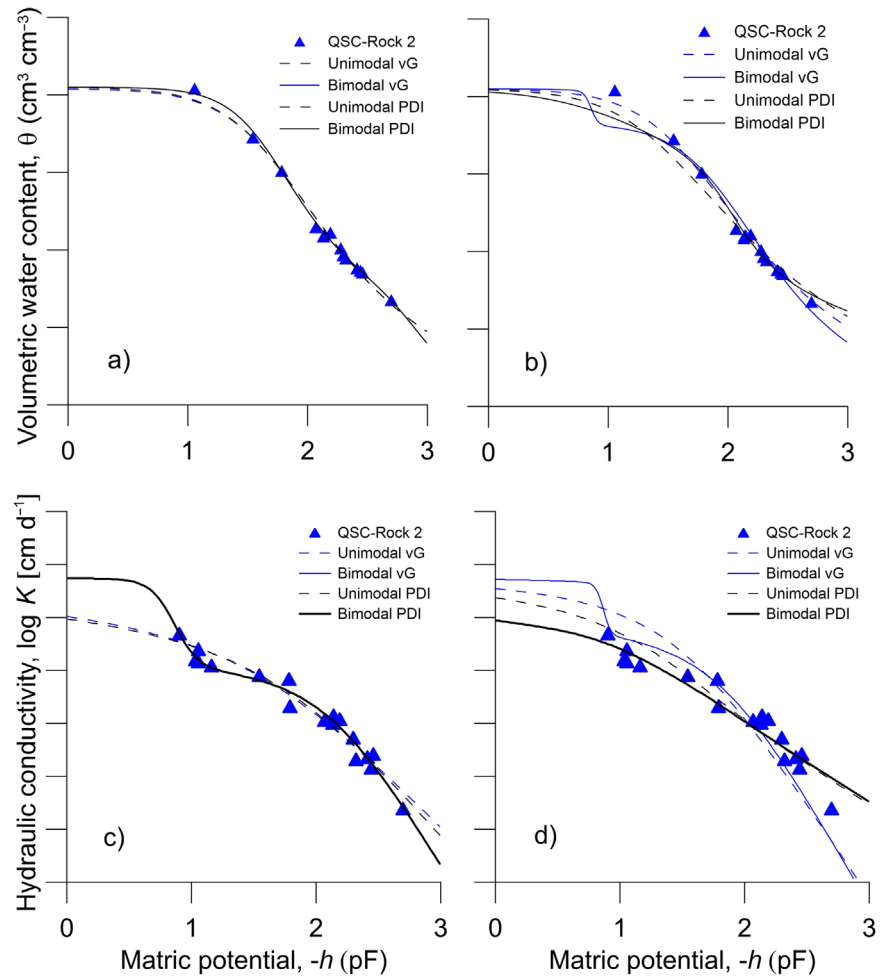 Volumetric water content, θ (cm³ cm⁻³)
QSC-Rock 2
Unimodal vG
Bimodal vG
Unimodal PDI
Bimodal PDI
a)
0 1 2 3
QSC-Rock 2
Unimodal vG
Bimodal vG
Unimodal PDI
Bimodal PDI
b)
0 1 2 3
Hydraulic conductivity, log K [cm d⁻¹)
QSC-Rock 2
Unimodal vG
Bimodal vG
Unimodal PDI
Bimodal PDI
c)
0 1 2 3
Matric potential, -h (pF)
QSC-Rock 2
Unimodal vG
Bimodal vG
Unimodal PDI
Bimodal PDI
d)
0 1 2 3
Matric potential, -h (pF)